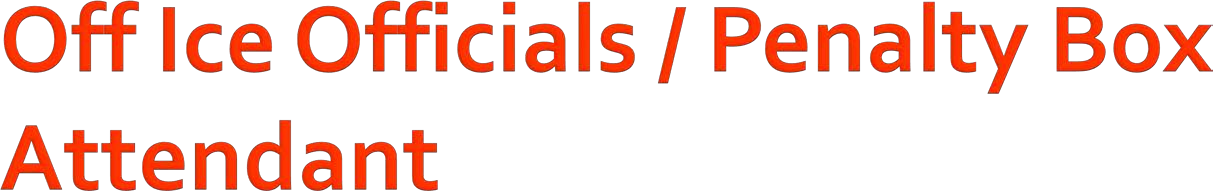 Off Ice Officials / Penalty Box
Attendant